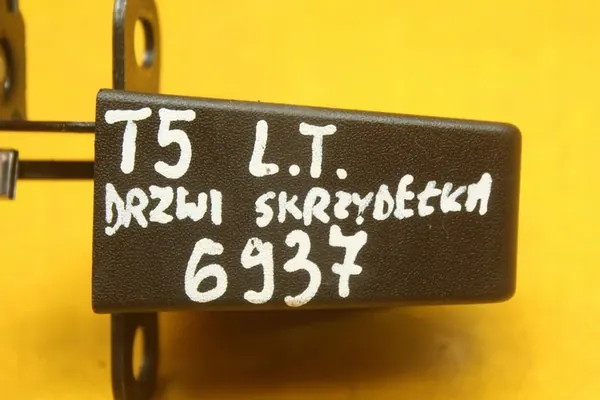 T5 L.T.
DRZWI SKRZYDEŁKA
6937